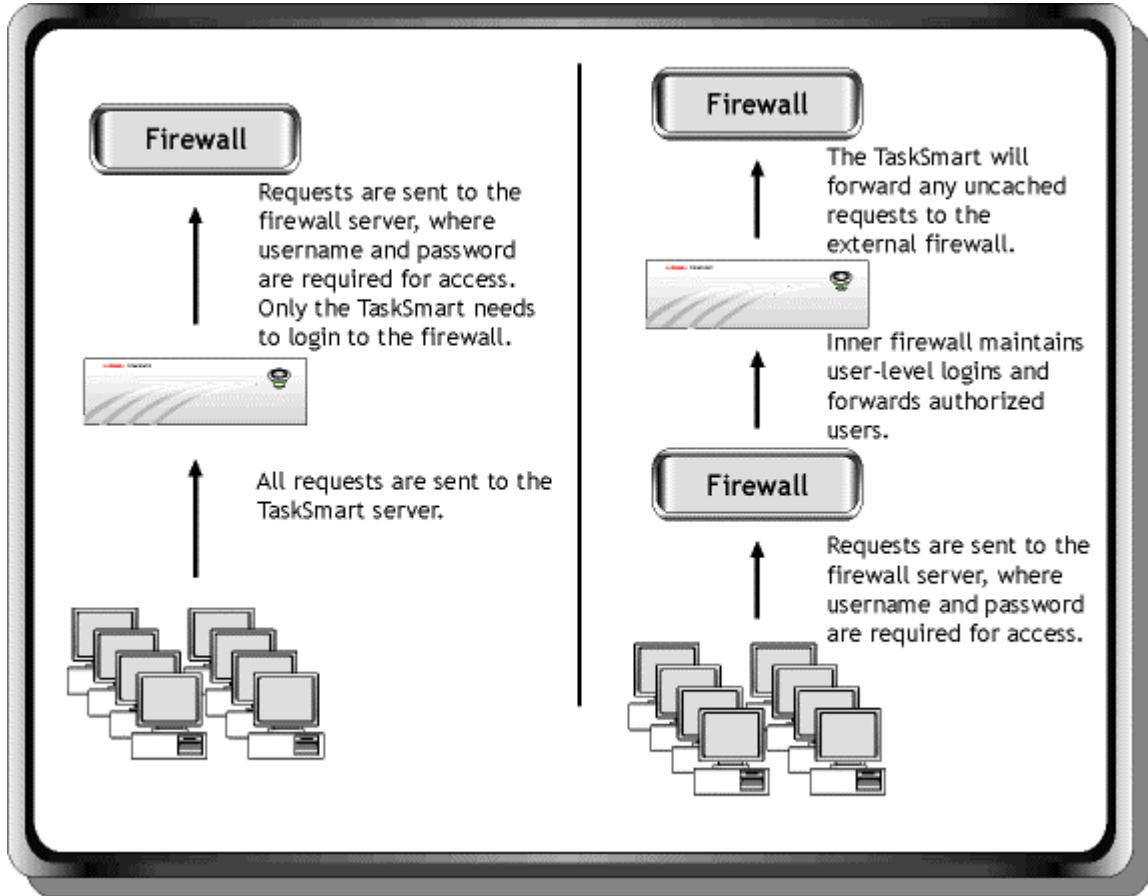 Firewall
Requests are sent to the
firewall server, where
username and password
are required for access.
Only the TaskSmart needs
to login to the firewall.
All requests are sent to the
TaskSmart server.
Firewall
The TaskSmart will
forward any uncached
requests to the
external firewall.
Inner firewall maintains
user-level logins and
forwards authorized
users.
Firewall
Requests are sent to the
firewall server, where
username and password
are required for access.